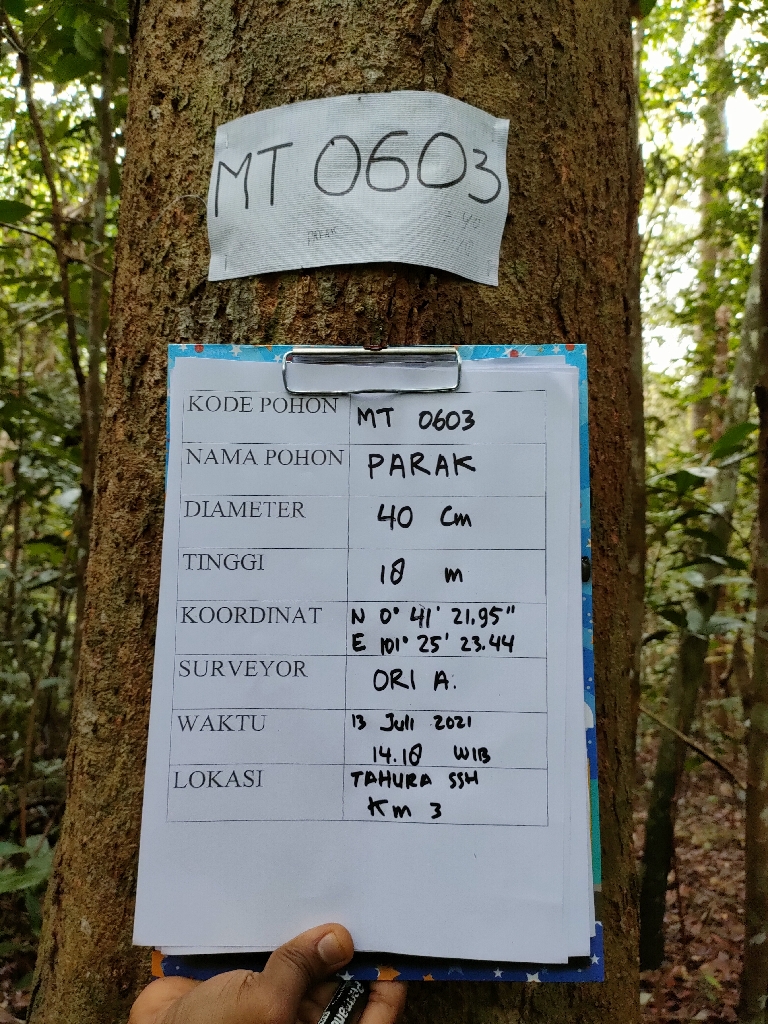 MT 0603
PARAK
KODE POHON MT 0603
NAMA POHON PARAK
DIAMETER 40 Cm
TINGGI 18 m
KOORDINAT N 0° 41' 21.95"
E 101° 25' 23.44
SURVEYOR ORI A.
WAKTU 13 Juli 2021
14.18 WIB
LOKASI TAHURA SSH
Km 3